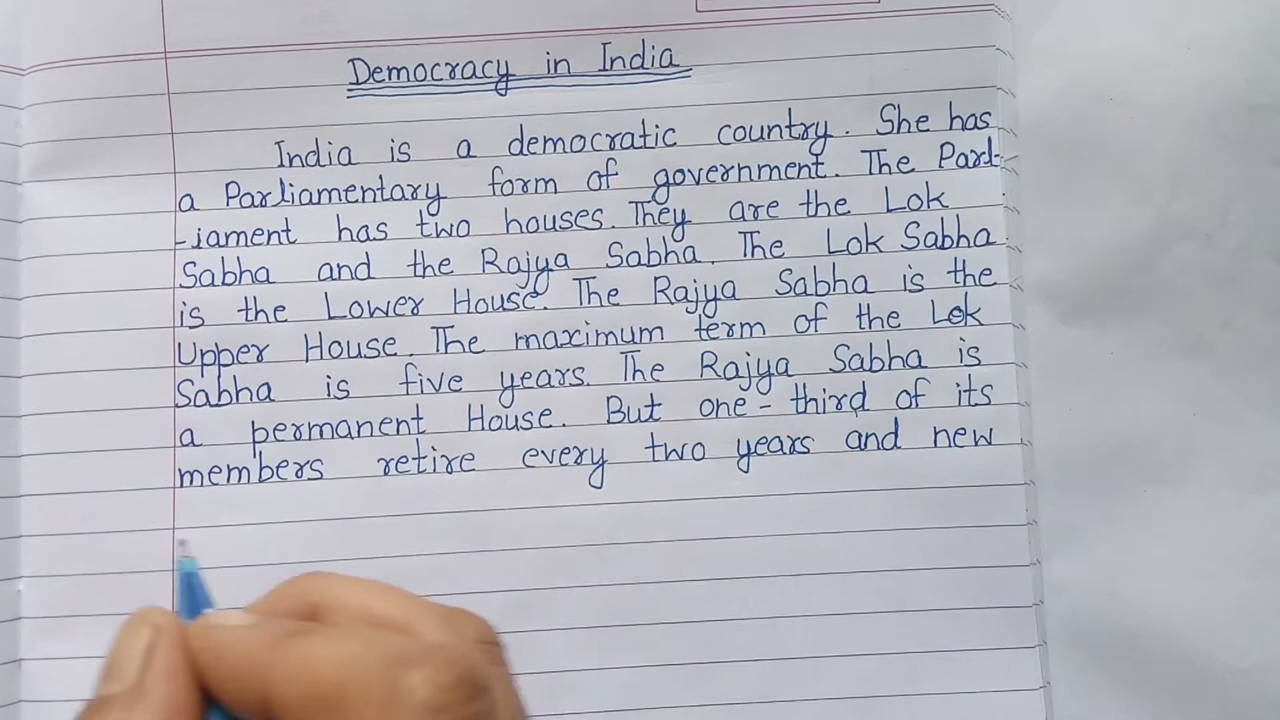 Democracy in India
India is a democratic country. She has
a Parliamentary form of government. The Parl-
-iament has two houses. They are the Lok
Sabha and the Rajya Sabha. The Lok Sabha
is the Lower House. The Rajya Sabha is the
Upper House. The maximum term of the Lok
Sabha is five years. The Rajya Sabha is
a permanent House. But one-third of its
members retire every two years and new